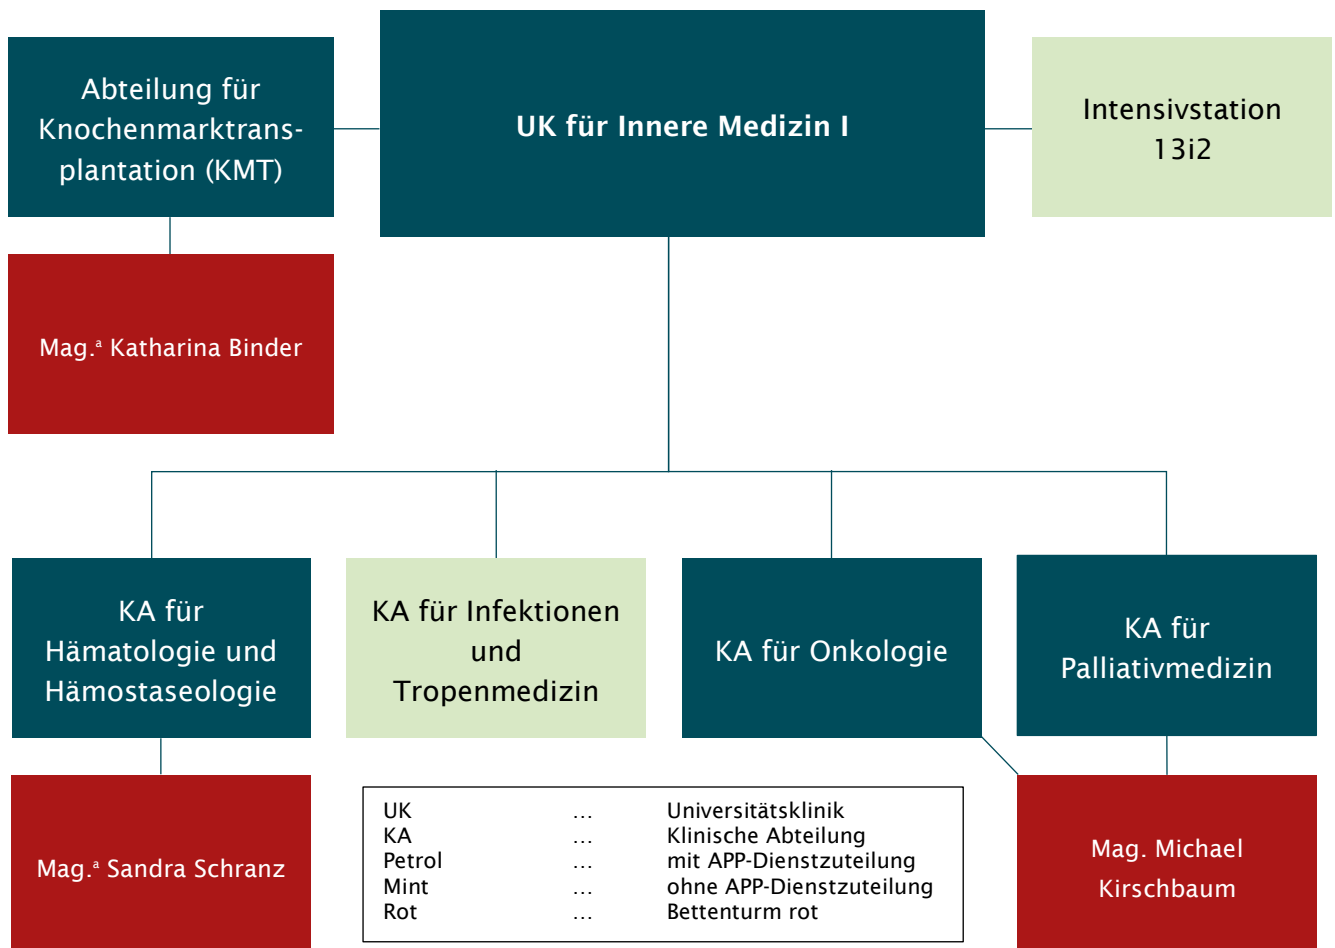 Abteilung für
Knochenmarktrans-
plantation (KMT)
UK für Innere Medizin I
Intensivstation
13i2
Mag.ª Katharina Binder
KA für
Hämatologie und
Hämostaseologie
KA für Infektionen
und
Tropenmedizin
KA für Onkologie
KA für
Palliativmedizin
Mag.ª Sandra Schranz
UK … Universitätsklinik
KA … Klinische Abteilung
Petrol … mit APP-Dienstzuteilung
Mint … ohne APP-Dienstzuteilung
Rot … Bettenturm rot
Mag. Michael
Kirschbaum